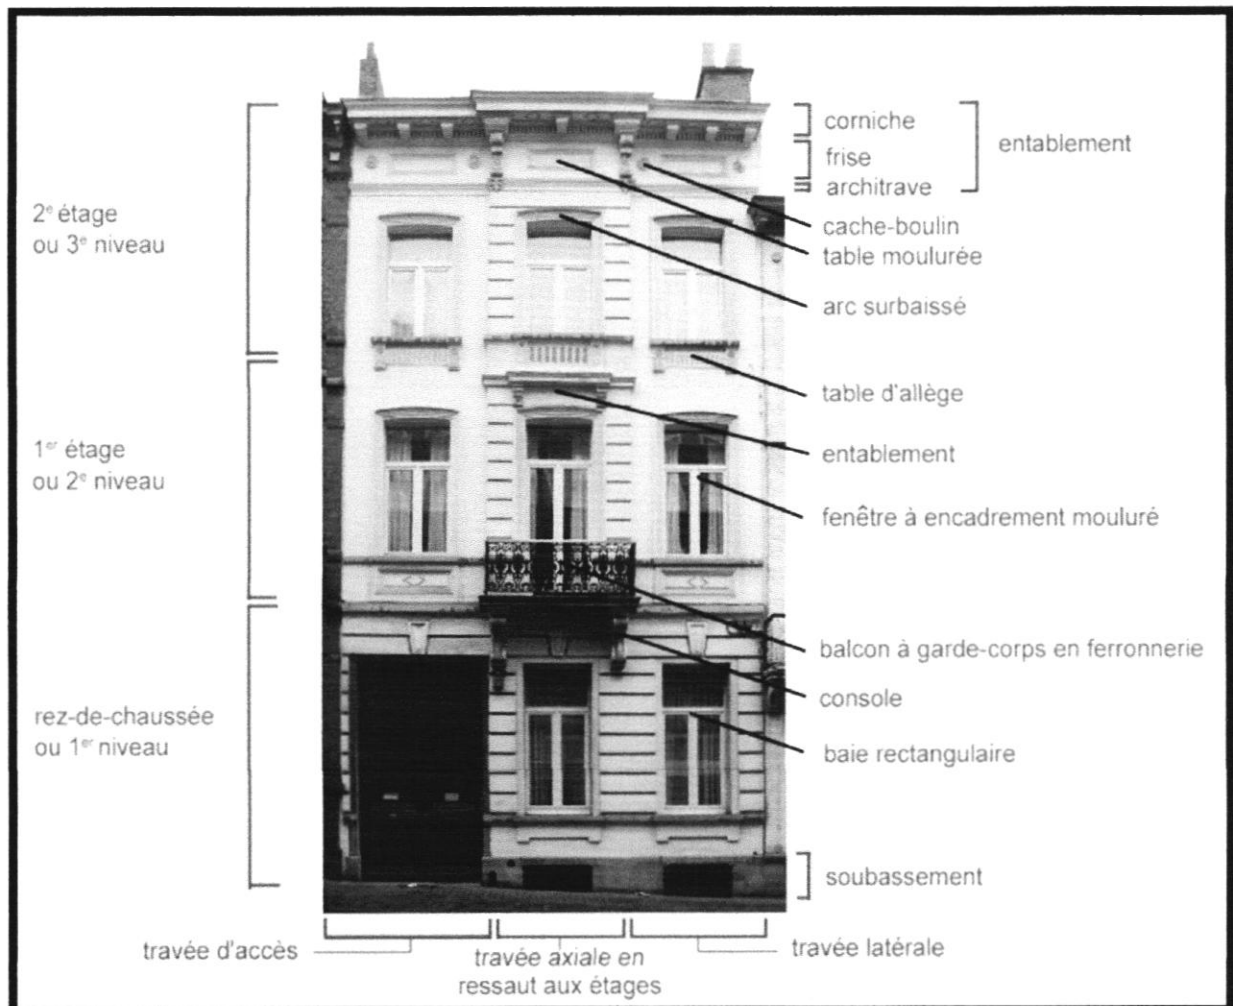 corniche
entablement
frise
architrave
2e étage
ou 3e niveau
cache-boulin
table moulurée
arc surbaissé
table d'allège
1er étage
ou 2e niveau
entablement
fenêtre à encadrement mouluré
balcon à garde-corps en ferronnerie
console
rez-de-chaussée
ou 1er niveau
baie rectangulaire
soubassement
travée d'accès
travée axiale en
ressaut aux étages
travée latérale